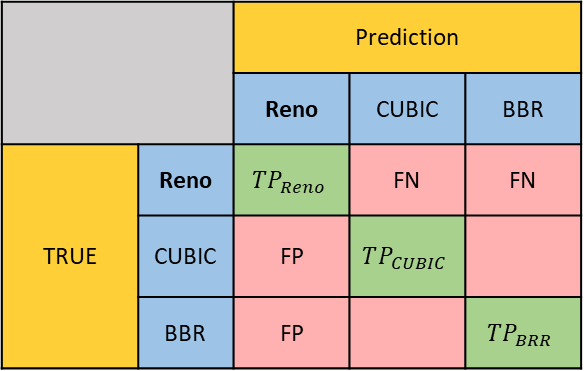 Prediction
Reno CUBIC BBR
TRUE
Reno TP_Reno FN FN
CUBIC FP TP_CUBIC
BBR FP TP_BRR